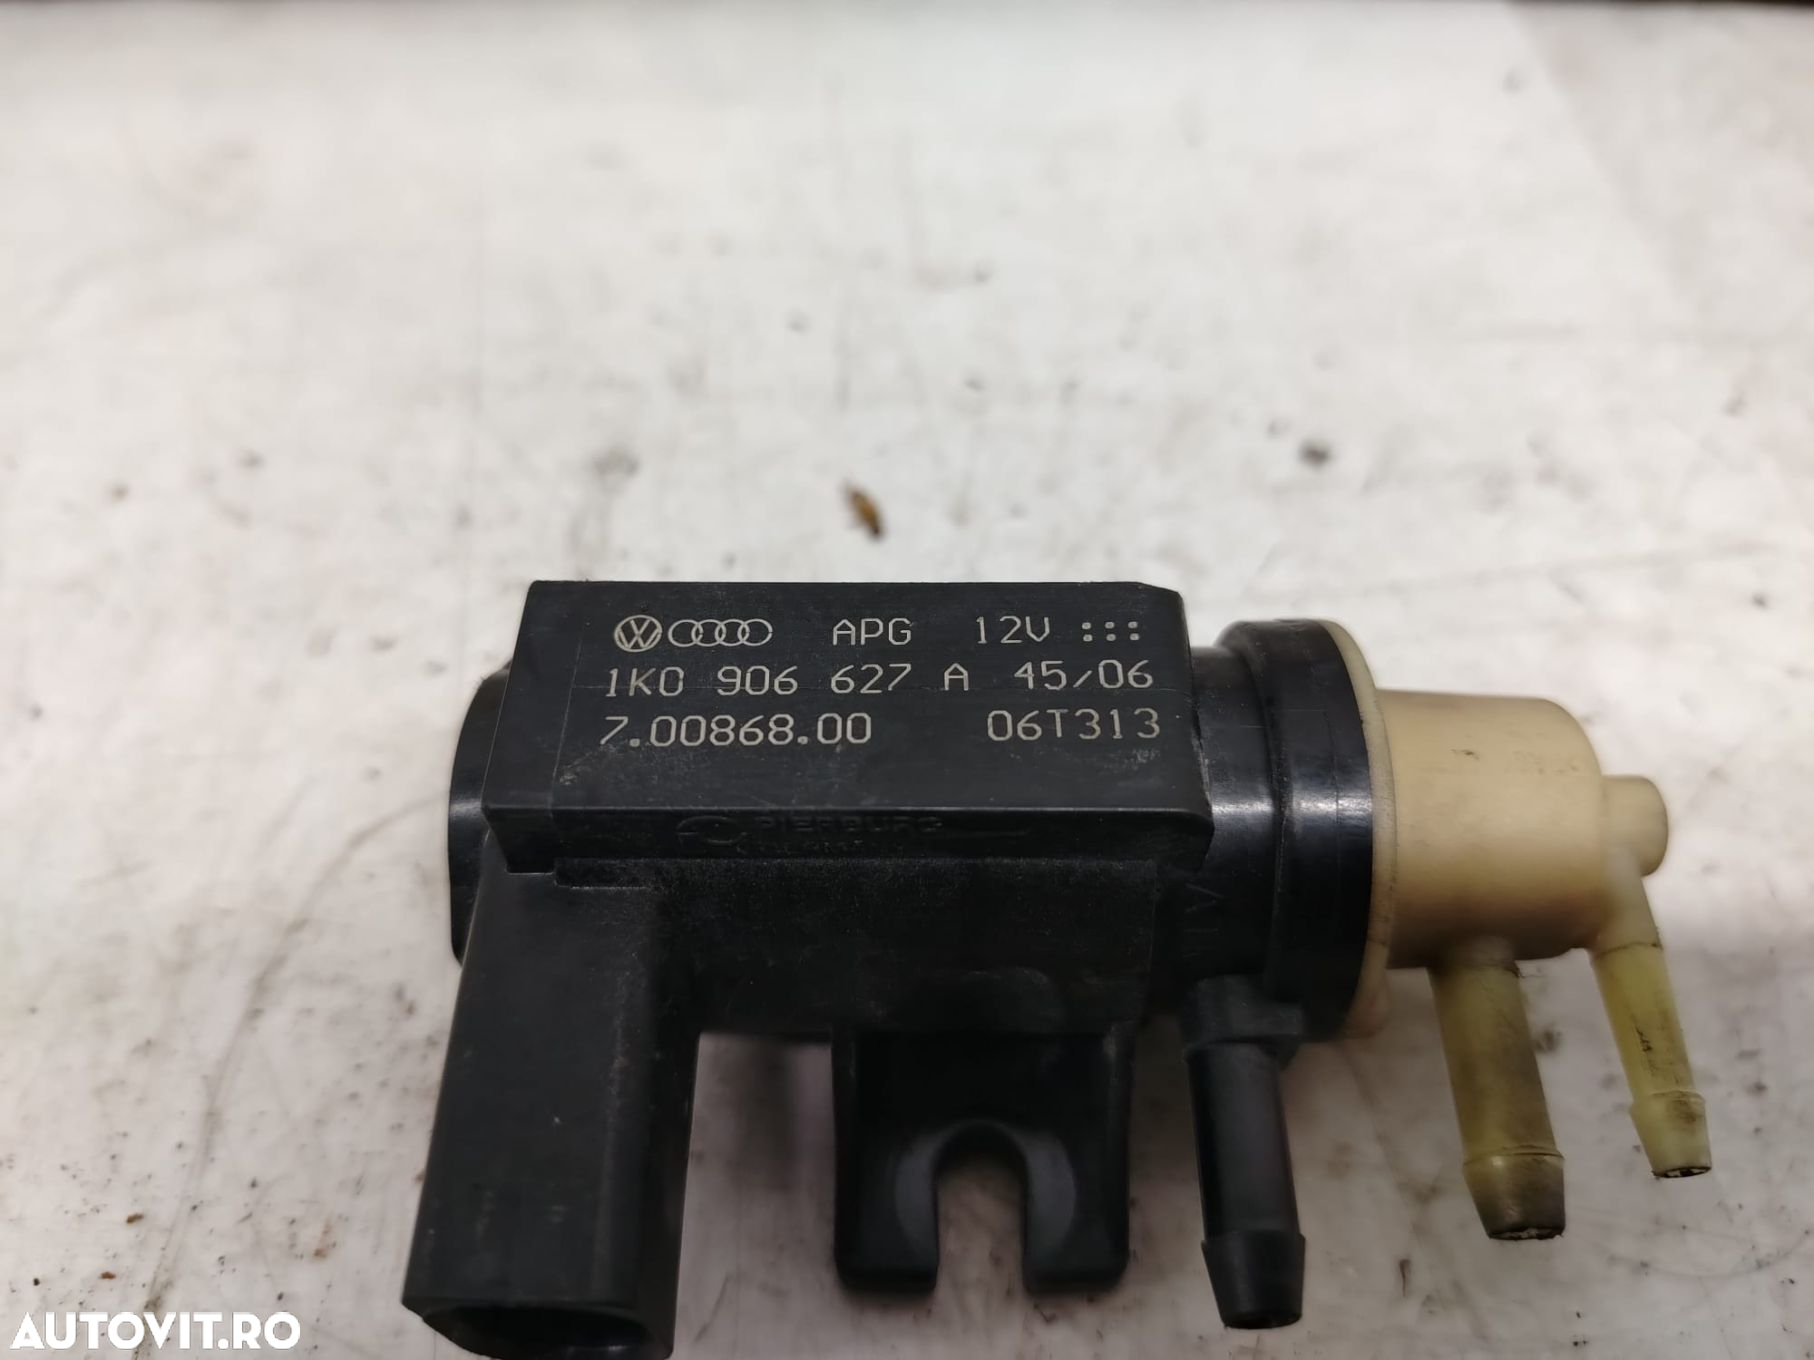 APG 12V :::
1K0 906 627 A 45/06
7.00868.00 06T313
PIERBURG
AUTOVIT.RO